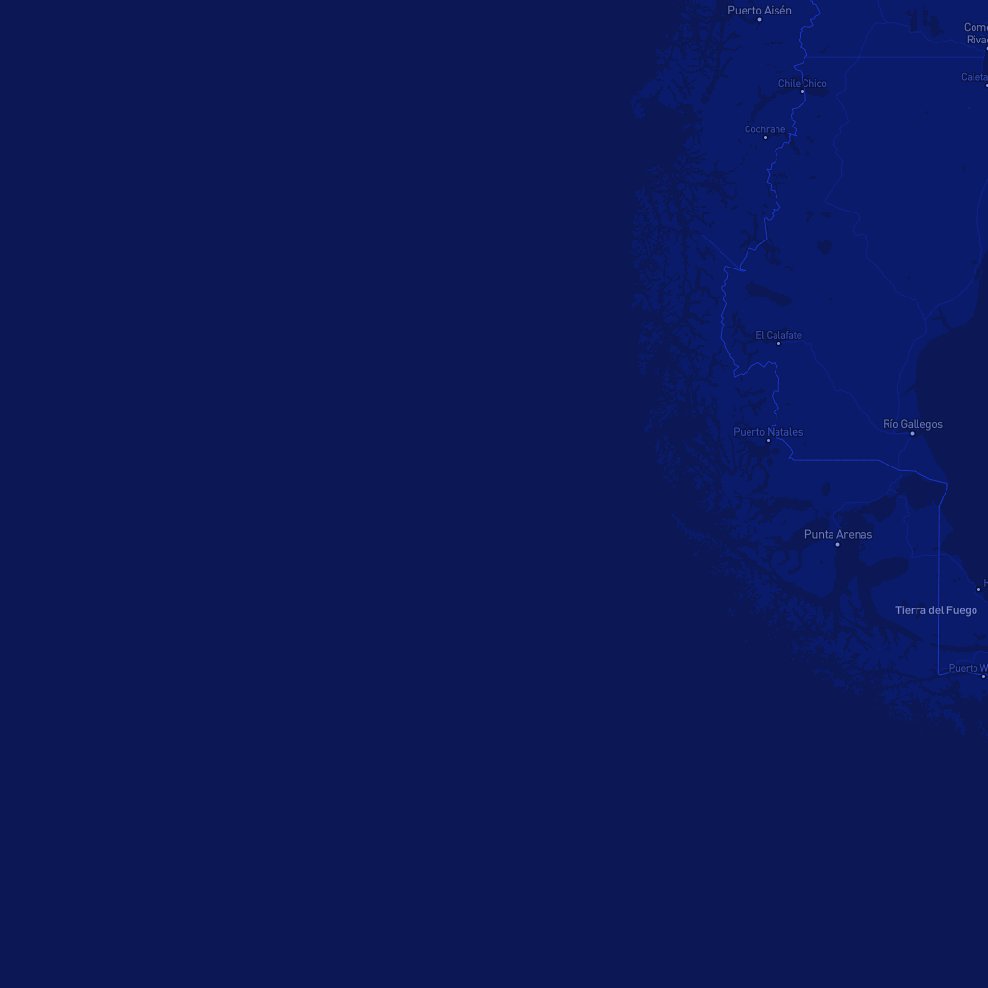 Puerto Aisén
Rivad
Chile Chico
Caleta
Cochrane
El Calafate
Río Gallegos
Puerto Natales
Punta Arenas
Tierra del Fuego
Puerto W